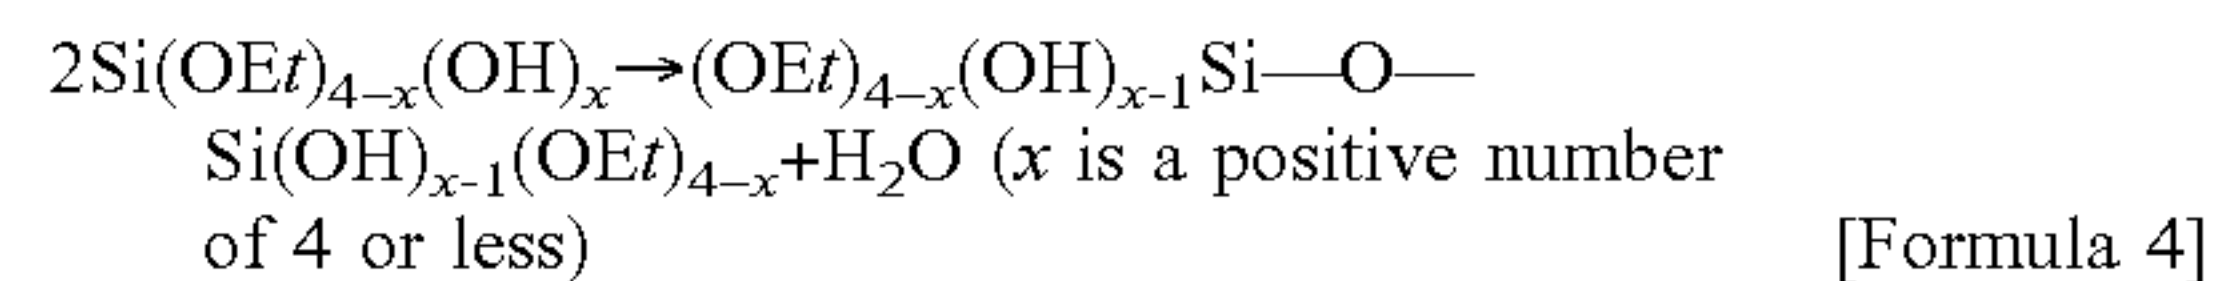 2Si(OEt)₄₋ₓ(OH)ₓ→(OEt)₄₋ₓ(OH)ₓ₋₁Si—O—
Si(OH)ₓ₋₁(OEt)₄₋ₓ+H₂O (x is a positive number
of 4 or less) [Formula 4]